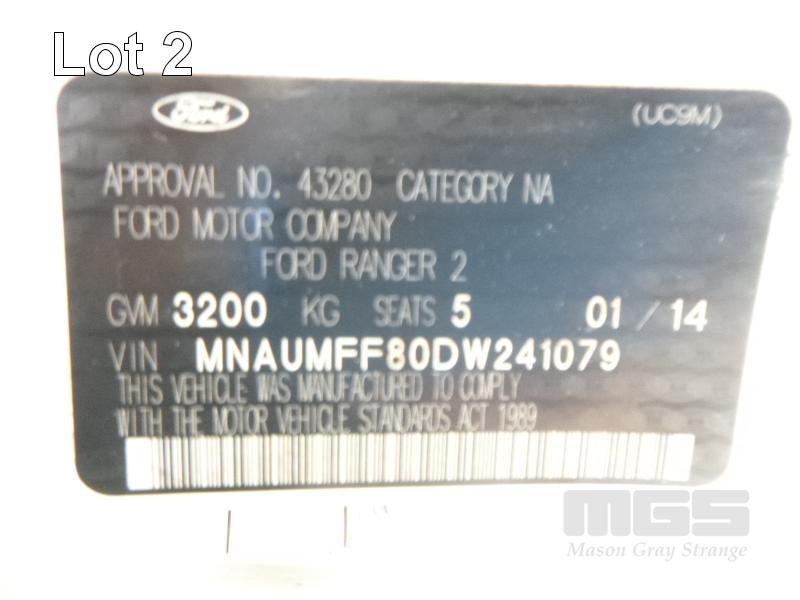 Lot 2
Ford
(UC9M)
APPROVAL NO. 43280 CATEGORY NA
FORD MOTOR COMPANY
FORD RANGER 2
GVM 3200 KG SEATS 5 01/14
VIN MNAUMFF80DW241079
THIS VEHICLE WAS MANUFACTURED TO COMPLY
WITH THE MOTOR VEHICLE STANDARDS ACT 1989
MGS
Mason Gray Strange